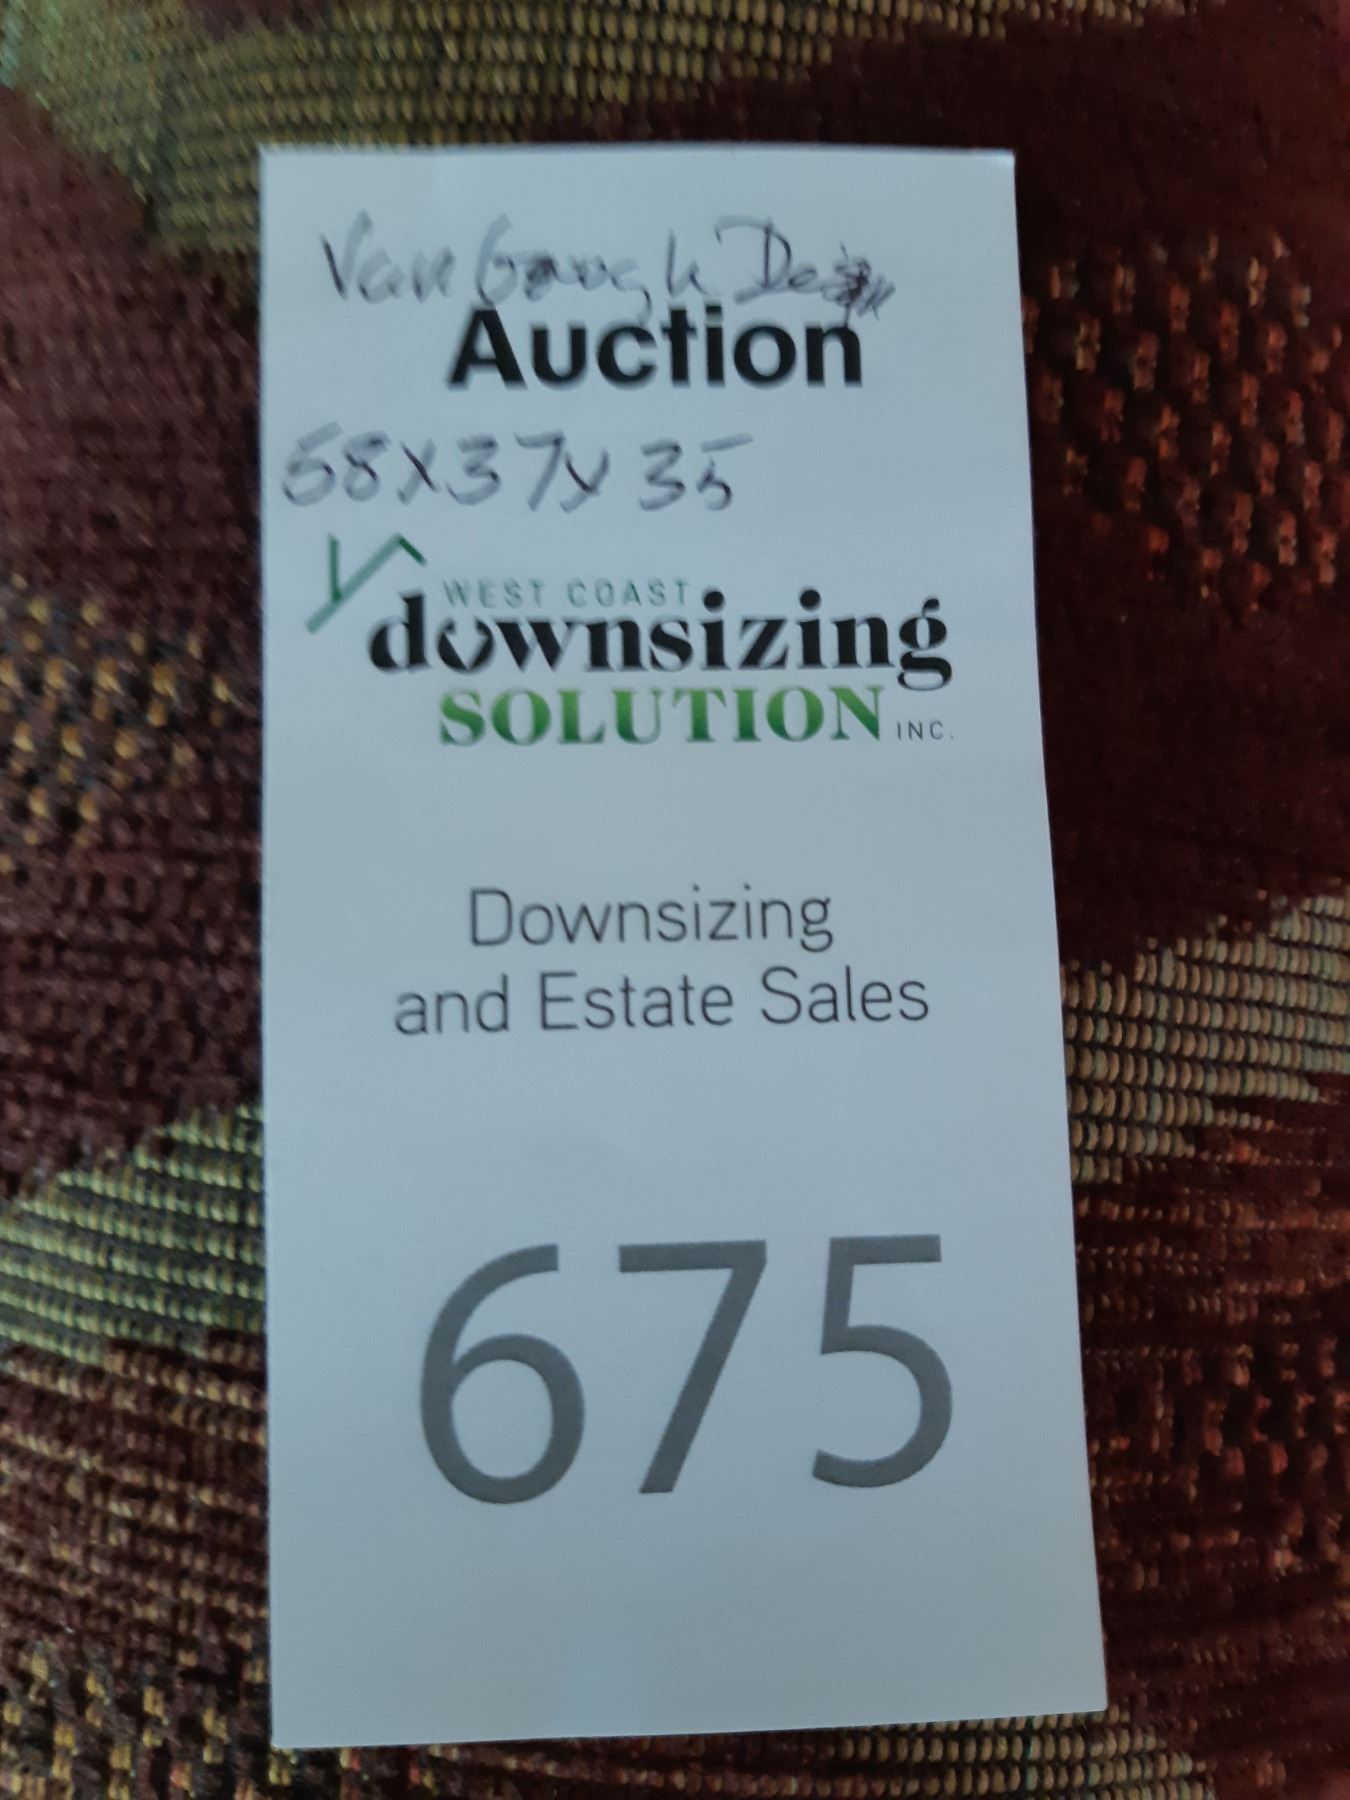 Van Gough Design
Auction
58x37x35
WEST COAST
downsizing
SOLUTION INC.
Downsizing
and Estate Sales
675